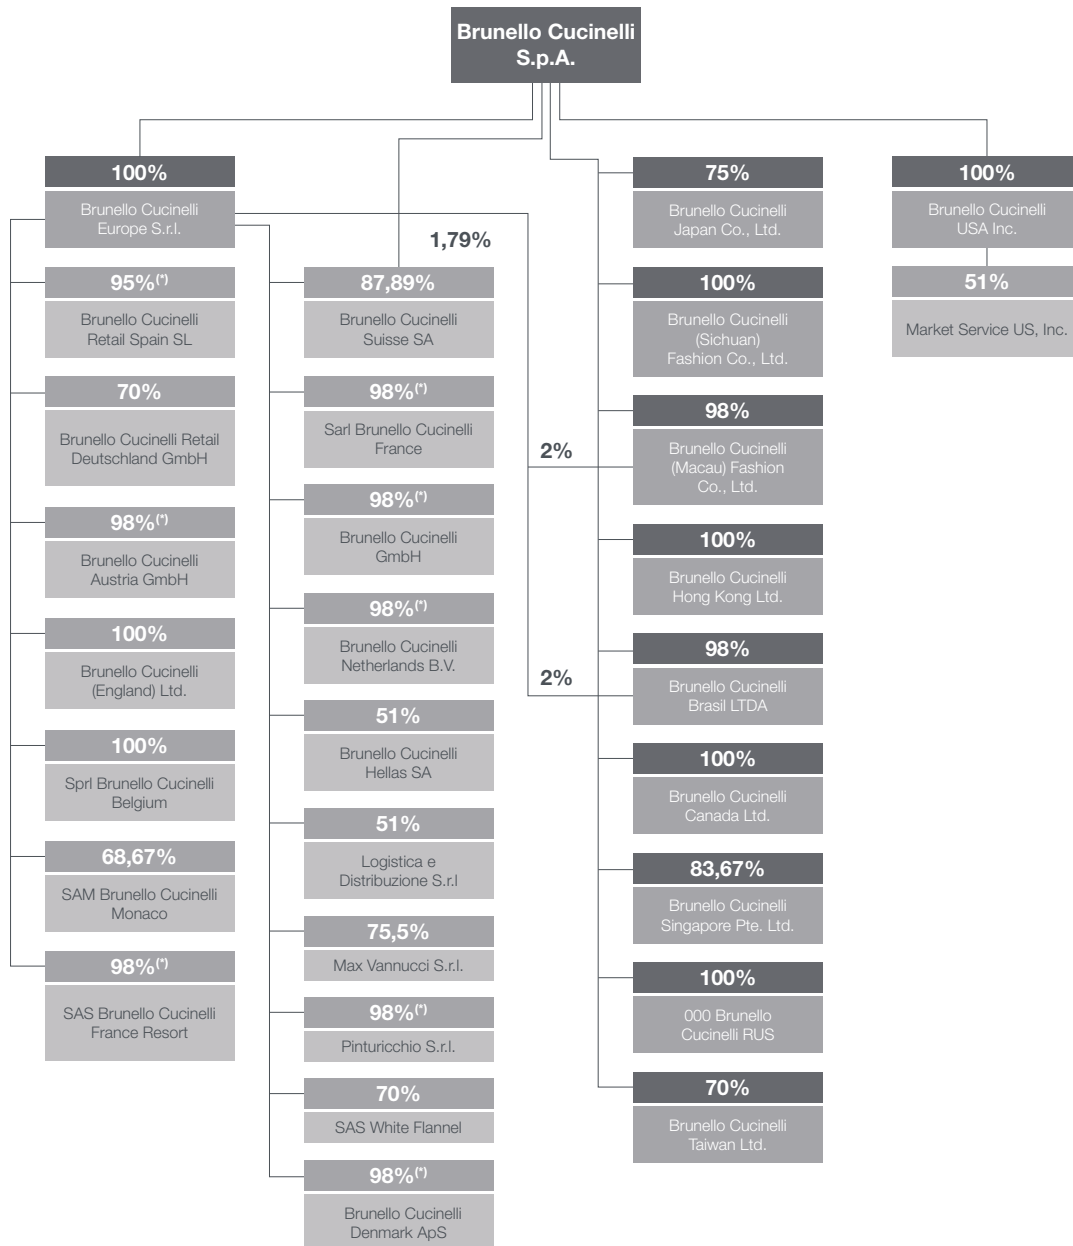 Brunello Cucinelli
S.p.A.
100%
Brunello Cucinelli
Europe S.r.l.
95%(*)
Brunello Cucinelli
Retail Spain SL
70%
Brunello Cucinelli Retail
Deutschland GmbH
98%(*)
Brunello Cucinelli
Austria GmbH
100%
Brunello Cucinelli
(England) Ltd.
100%
Sprl Brunello Cucinelli
Belgium
68,67%
SAM Brunello Cucinelli
Monaco
98%(*)
SAS Brunello Cucinelli
France Resort
1,79%
87,89%
Brunello Cucinelli
Suisse SA
98%(*)
Sarl Brunello Cucinelli
France
98%(*)
Brunello Cucinelli
GmbH
98%(*)
Brunello Cucinelli
Netherlands B.V.
51%
Brunello Cucinelli
Hellas SA
51%
Logistica e
Distribuzione S.r.l
75,5%
Max Vannucci S.r.l.
98%(*)
Pinturicchio S.r.l.
70%
SAS White Flannel
98%(*)
Brunello Cucinelli
Denmark ApS
2%
2%
75%
Brunello Cucinelli
Japan Co., Ltd.
100%
Brunello Cucinelli
(Sichuan)
Fashion Co., Ltd.
98%
Brunello Cucinelli
(Macau) Fashion
Co., Ltd.
100%
Brunello Cucinelli
Hong Kong Ltd.
98%
Brunello Cucinelli
Brasil LTDA
100%
Brunello Cucinelli
Canada Ltd.
83,67%
Brunello Cucinelli
Singapore Pte. Ltd.
100%
000 Brunello
Cucinelli RUS
70%
Brunello Cucinelli
Taiwan Ltd.
100%
Brunello Cucinelli
USA Inc.
51%
Market Service US, Inc.